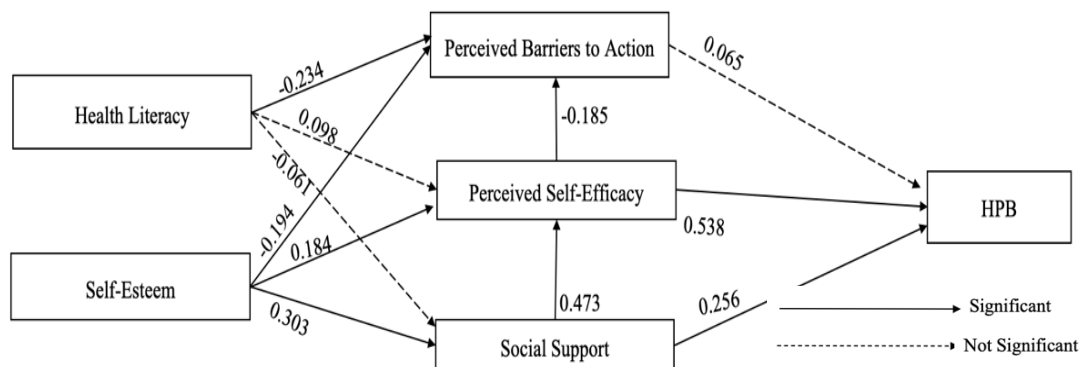 Perceived Barriers to Action
0.065
-0.234
Health Literacy
-0.185
0.098
-0.061
Perceived Self-Efficacy
HPB
-0.194
0.184
0.538
Self-Esteem
0.303
0.473
0.256
Significant
Social Support
Not Significant